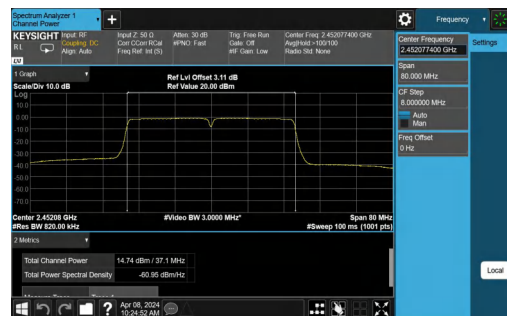 Spectrum Analyzer 1
Channel Power
Frequency
KEYSIGHT
R L
Input: RF
Coupling: DC
Align: Auto
Input Z: 50 Ω
Corr CCorr RCal
Freq Ref: Int (S)
Atten: 30 dB
#PNO: Fast
Trig: Free Run
Gate: Off
#IF Gain: Low
Center Freq: 2.452077400 GHz
Avg|Hold:>100/100
Radio Std: None
Center Frequency
2.452077400 GHz
Settings
Span
80.000 MHz
CF Step
8.000000 MHz
Auto
Man
Freq Offset
0 Hz
Local
1 Graph
Scale/Div 10.0 dB
Ref Lvl Offset 3.11 dB
Ref Value 20.00 dBm
Log
10.0
0.00
-10.0
-20.0
-30.0
-40.0
-50.0
-60.0
-70.0
Center 2.45208 GHz
#Res BW 820.00 kHz
#Video BW 3.0000 MHz*
Span 80 MHz
#Sweep 100 ms (1001 pts)
2 Metrics
Total Channel Power 14.74 dBm / 37.1 MHz
Total Power Spectral Density -60.95 dBm/Hz
?
Apr 08, 2024
10:24:52 AM